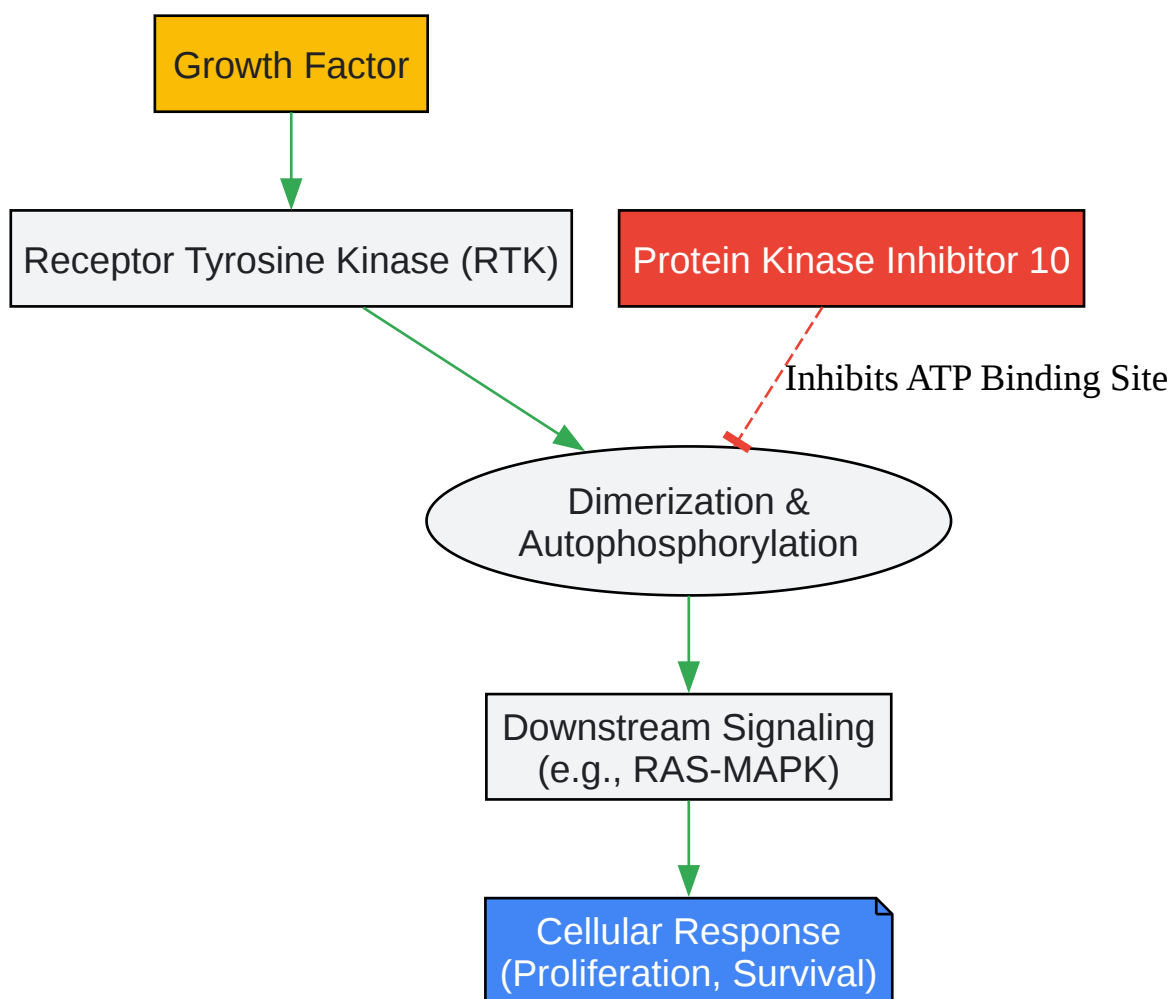 Growth Factor
Receptor Tyrosine Kinase (RTK)
Protein Kinase Inhibitor 10
Inhibits ATP Binding Site
Dimerization &
Autophosphorylation
Downstream Signaling
(e.g., RAS-MAPK)
Cellular Response
(Proliferation, Survival)